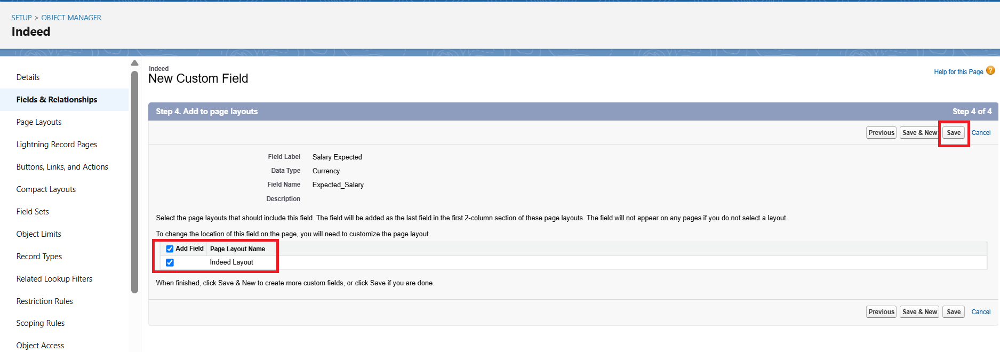 SETUP > OBJECT MANAGER
Indeed
Details
Fields & Relationships
Page Layouts
Lightning Record Pages
Buttons, Links, and Actions
Compact Layouts
Field Sets
Object Limits
Record Types
Related Lookup Filters
Restriction Rules
Scoping Rules
Object Access
Indeed
New Custom Field
Help for this Page ?
Step 4. Add to page layouts Step 4 of 4
Previous Save & New Save Cancel
Field Label Salary Expected
Data Type Currency
Field Name Expected_Salary
Description
Select the page layouts that should include this field. The field will be added as the last field in the first 2-column section of these page layouts. The field will not appear on any pages if you do not select a layout.
To change the location of this field on the page, you will need to customize the page layout.
Add Field Page Layout Name
Indeed Layout
When finished, click Save & New to create more custom fields, or click Save if you are done.
Previous Save & New Save Cancel